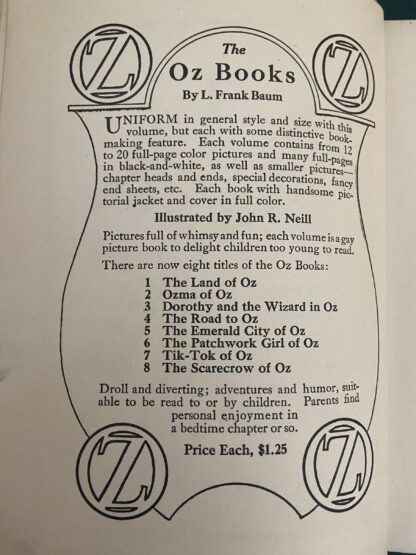 The
Oz Books
By L. Frank Baum
UNIFORM in general style and size with this
volume, but each with some distinctive book-
making feature. Each volume contains from 12
to 20 full-page color pictures and many full-pages
in black-and-white, as well as smaller pictures—
chapter heads and ends, special decorations, fancy
end sheets, etc. Each book with handsome pic-
torial jacket and cover in full color.
Illustrated by John R. Neill
Pictures full of whimsy and fun; each volume is a gay
picture book to delight children too young to read.
There are now eight titles of the Oz Books:
1 The Land of Oz
2 Ozma of Oz
3 Dorothy and the Wizard in Oz
4 The Road to Oz
5 The Emerald City of Oz
6 The Patchwork Girl of Oz
7 Tik-Tok of Oz
8 The Scarecrow of Oz
Droll and diverting; adventures and humor, suit-
able to be read to or by children. Parents find
personal enjoyment in
a bedtime chapter or so.
Price Each, $1.25